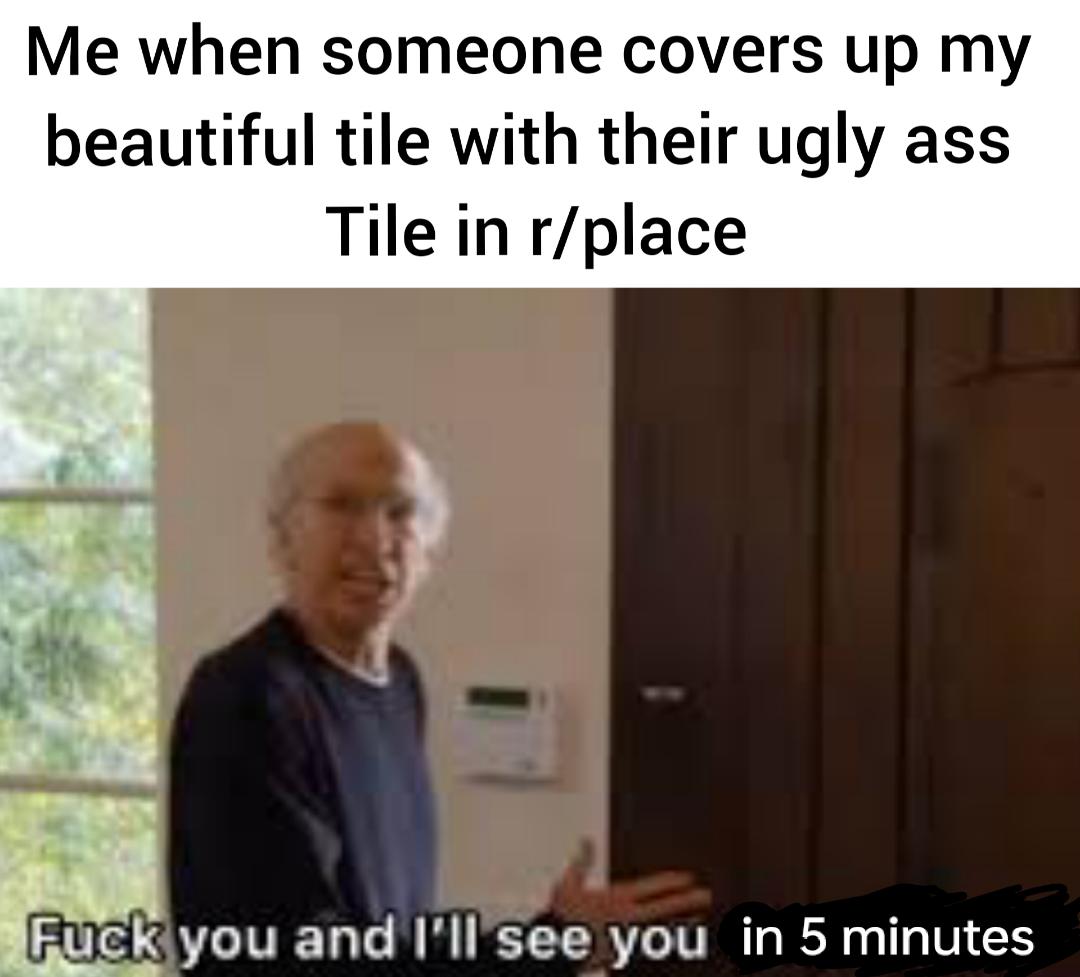 Me when someone covers up my
beautiful tile with their ugly ass
Tile in r/place
Fuck you and I'll see you in 5 minutes